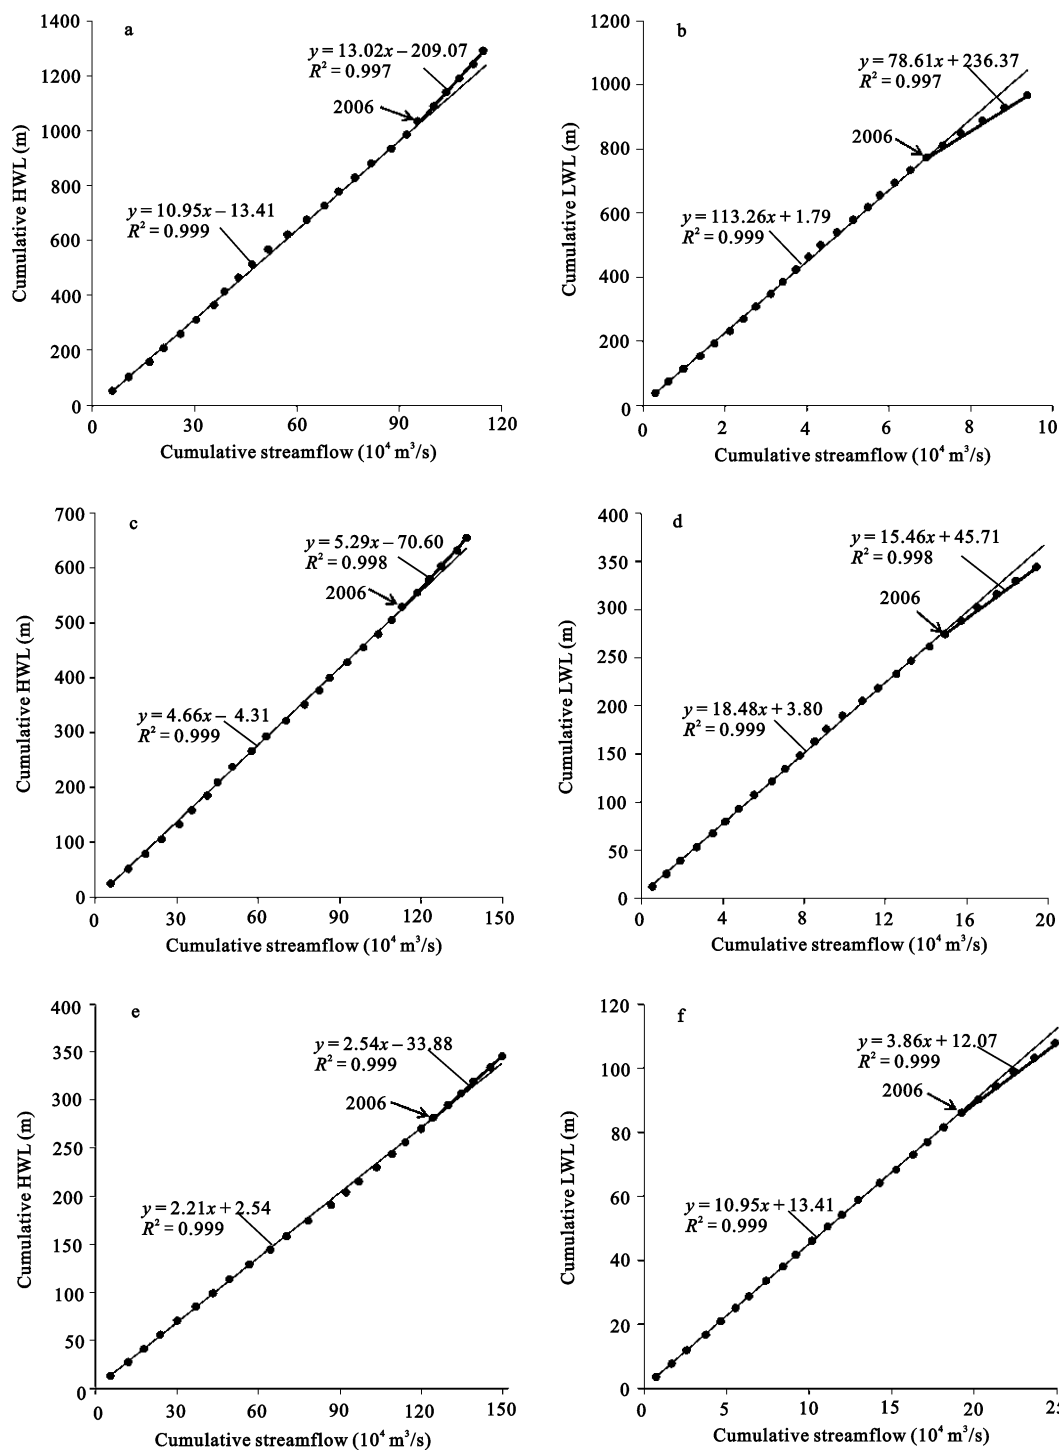 a
1400
1200
1000
800
600
400
200
0
0 30 60 90 120
Cumulative HWL (m)
Cumulative streamflow (10⁴ m³/s)
y = 13.02x − 209.07
R² = 0.997
2006
y = 10.95x − 13.41
R² = 0.999
b
1200
1000
800
600
400
200
0
0 2 4 6 8 10
Cumulative LWL (m)
Cumulative streamflow (10⁴ m³/s)
y = 78.61x + 236.37
R² = 0.997
2006
y = 113.26x + 1.79
R² = 0.999
c
700
600
500
400
300
200
100
0
0 30 60 90 120 150
Cumulative HWL (m)
Cumulative streamflow (10⁴ m³/s)
y = 5.29x − 70.60
R² = 0.998
2006
y = 4.66x − 4.31
R² = 0.999
d
400
350
300
250
200
150
100
50
0
0 4 8 12 16 20
Cumulative LWL (m)
Cumulative streamflow (10⁴ m³/s)
y = 15.46x + 45.71
R² = 0.998
2006
y = 18.48x + 3.80
R² = 0.999
e
400
350
300
250
200
150
100
50
0
0 30 60 90 120 150
Cumulative HWL (m)
Cumulative streamflow (10⁴ m³/s)
y = 2.54x − 33.88
R² = 0.999
2006
y = 2.21x + 2.54
R² = 0.999
f
120
100
80
60
40
20
0
0 5 10 15 20 25
Cumulative LWL (m)
Cumulative streamflow (10⁴ m³/s)
y = 3.86x + 12.07
R² = 0.999
2006
y = 10.95x + 13.41
R² = 0.999